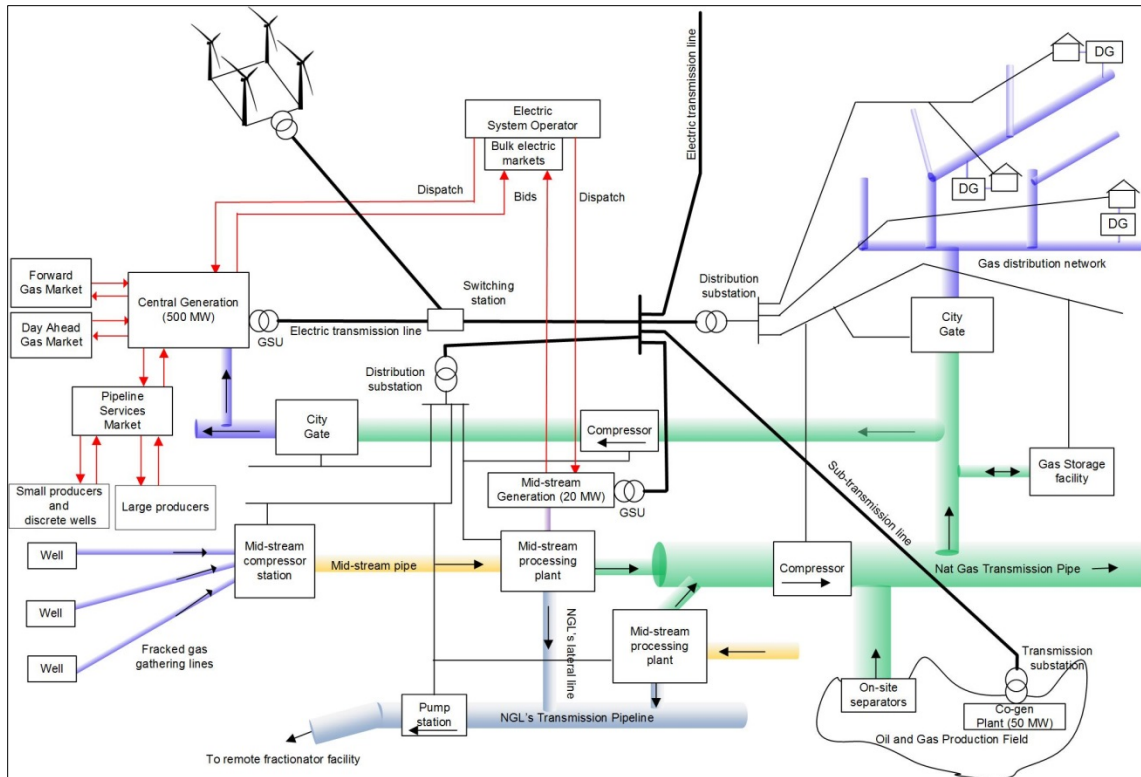 Electric
System Operator
Bulk electric
markets
Dispatch
Bids
Dispatch
Electric transmission line
DG
DG
DG
Gas distribution network
Forward
Gas Market
Day Ahead
Gas Market
Central Generation
(500 MW)
GSU
Electric transmission line
Switching
station
Distribution
substation
City
Gate
Pipeline
Services
Market
Distribution
substation
City
Gate
Compressor
Small producers
and
discrete wells
Large producers
Mid-stream
Generation (20 MW)
GSU
Sub-transmission line
Gas Storage
facility
Well
Well
Well
Mid-stream
compressor
station
Mid-stream pipe
Mid-stream
processing
plant
Compressor
Nat Gas Transmission Pipe
Fracked gas
gathering lines
NGL's lateral line
Mid-stream
processing
plant
On-site
separators
Transmission
substation
Co-gen
Plant (50 MW)
Oil and Gas Production Field
Pump
station
NGL's Transmission Pipeline
To remote fractionator facility